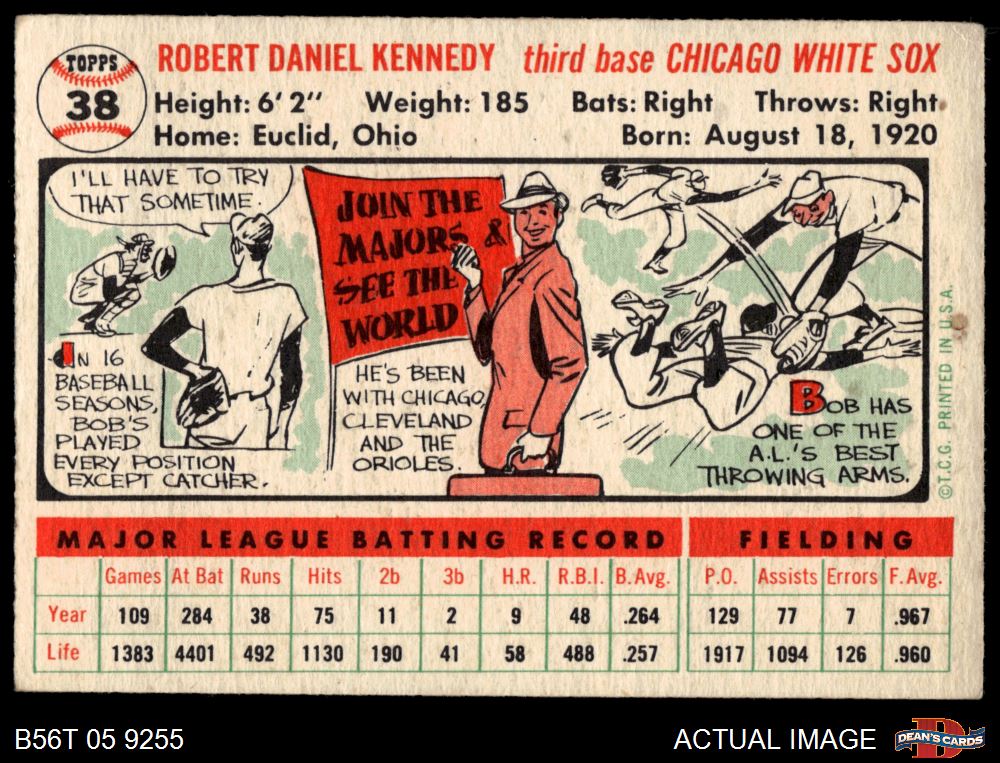 TOPPS
38
ROBERT DANIEL KENNEDY third base CHICAGO WHITE SOX
Height: 6' 2" Weight: 185 Bats: Right Throws: Right
Home: Euclid, Ohio Born: August 18, 1920
I'LL HAVE TO TRY
THAT SOMETIME.
IN 16
BASEBALL
SEASONS,
BOB'S
PLAYED
EVERY POSITION
EXCEPT CATCHER.
JOIN THE
MAJORS &
SEE THE
WORLD
HE'S BEEN
WITH CHICAGO,
CLEVELAND
AND THE
ORIOLES.
BOB HAS
ONE OF THE
A.L.'S BEST
THROWING ARMS.
©T.C.G. PRINTED IN U.S.A.
MAJOR LEAGUE BATTING RECORD FIELDING
Games At Bat Runs Hits 2b 3b H.R. R.B.I. B.Avg. P.O. Assists Errors F.Avg.
Year 109 284 38 75 11 2 9 48 .264 129 77 7 .967
Life 1383 4401 492 1130 190 41 58 488 .257 1917 1094 126 .960
B56T 05 9255 ACTUAL IMAGE DEAN'S CARDS